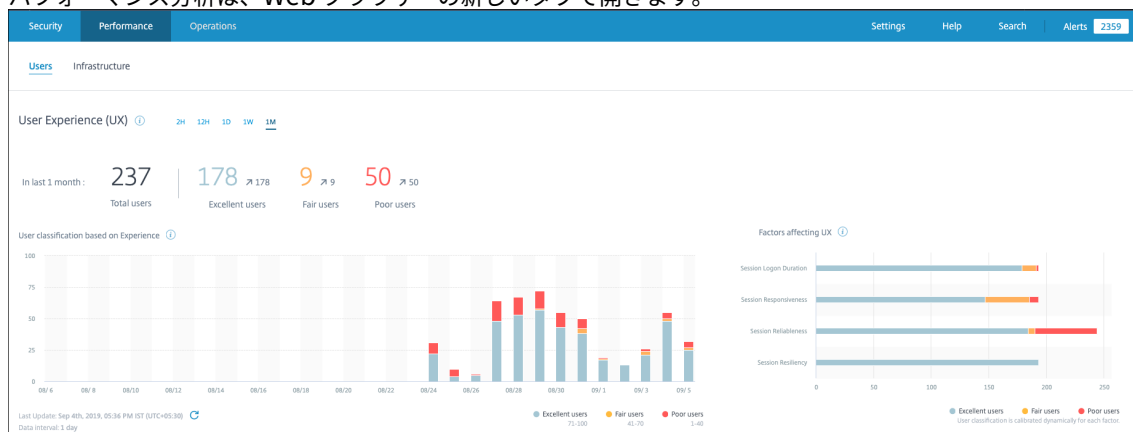 パフォーマンス分析は、Web ブラウザーの新しいタブで開きます。
Security Performance Operations Settings Help Search Alerts 2359
Users Infrastructure
User Experience (UX) 2H 12H 1D 1W 1M
In last 1 month : 237 178 178 9 9 50 50
Total users Excellent users Fair users Poor users
User classification based on Experience
Factors affecting UX
100
75
50
25
0
08/ 6 08/ 8 08/10 08/12 08/14 08/16 08/18 08/20 08/22 08/24 08/26 08/28 08/30 09/ 1 09/ 3 09/ 5
Excellent users Fair users Poor users
71-100 41-70 1-40
Last Update: Sep 4th, 2019, 05:36 PM IST (UTC+05:30)
Data interval: 1 day
Session Logon Duration
Session Responsiveness
Session Reliableness
Session Resiliency
0 50 100 150 200 250
Excellent users Fair users Poor users
User classification is calibrated dynamically for each factor.